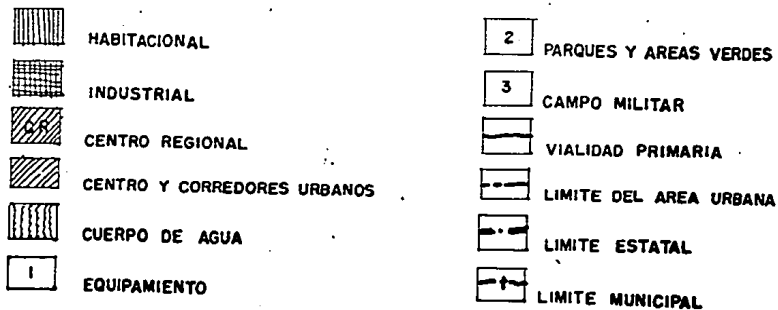 HABITACIONAL
INDUSTRIAL
CR CENTRO REGIONAL
CENTRO Y CORREDORES URBANOS
CUERPO DE AGUA
1 EQUIPAMIENTO
2 PARQUES Y AREAS VERDES
3 CAMPO MILITAR
VIALIDAD PRIMARIA
LIMITE DEL AREA URBANA
LIMITE ESTATAL
LIMITE MUNICIPAL